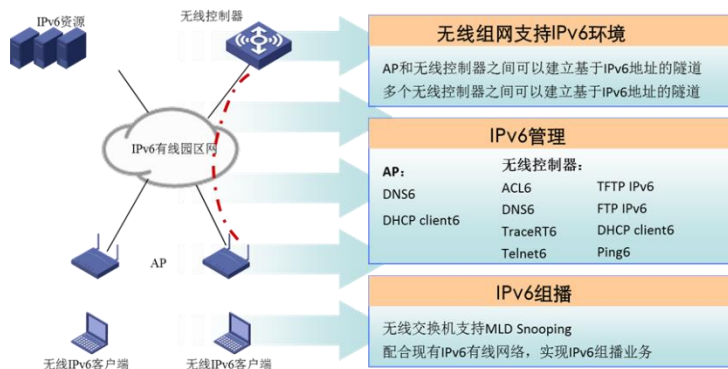 IPv6资源
无线控制器
IPv6有线园区网
AP
无线IPv6客户端
无线IPv6客户端
无线组网支持IPv6环境
AP和无线控制器之间可以建立基于IPv6地址的隧道
多个无线控制器之间可以建立基于IPv6地址的隧道
IPv6管理
AP：
DNS6
DHCP client6
无线控制器：
ACL6
DNS6
TraceRT6
Telnet6
TFTP IPv6
FTP IPv6
DHCP client6
Ping6
IPv6组播
无线交换机支持MLD Snooping
配合现有IPv6有线网络，实现IPv6组播业务